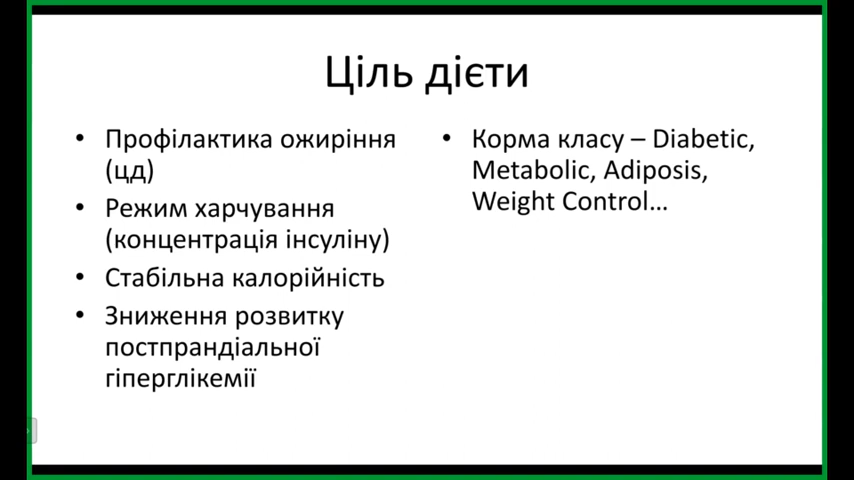 Ціль дієти
• Профілактика ожиріння
(цд)
• Режим харчування
(концентрація інсуліну)
• Стабільна калорійність
• Зниження розвитку
постпрандіальної
гіперглікемії
• Корма класу – Diabetic,
Metabolic, Adiposis,
Weight Control...